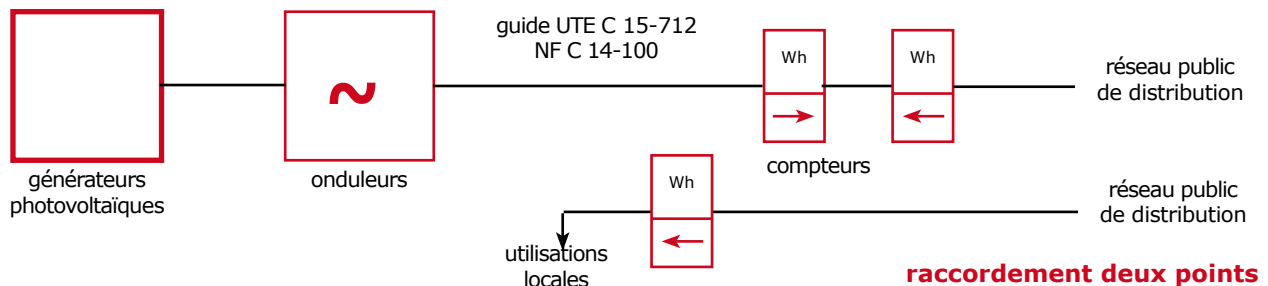 guide UTE C 15-712
NF C 14-100
Wh
Wh
réseau public
de distribution
~
générateurs
photovoltaïques
onduleurs
compteurs
Wh
réseau public
de distribution
utilisations
locales
raccordement deux points